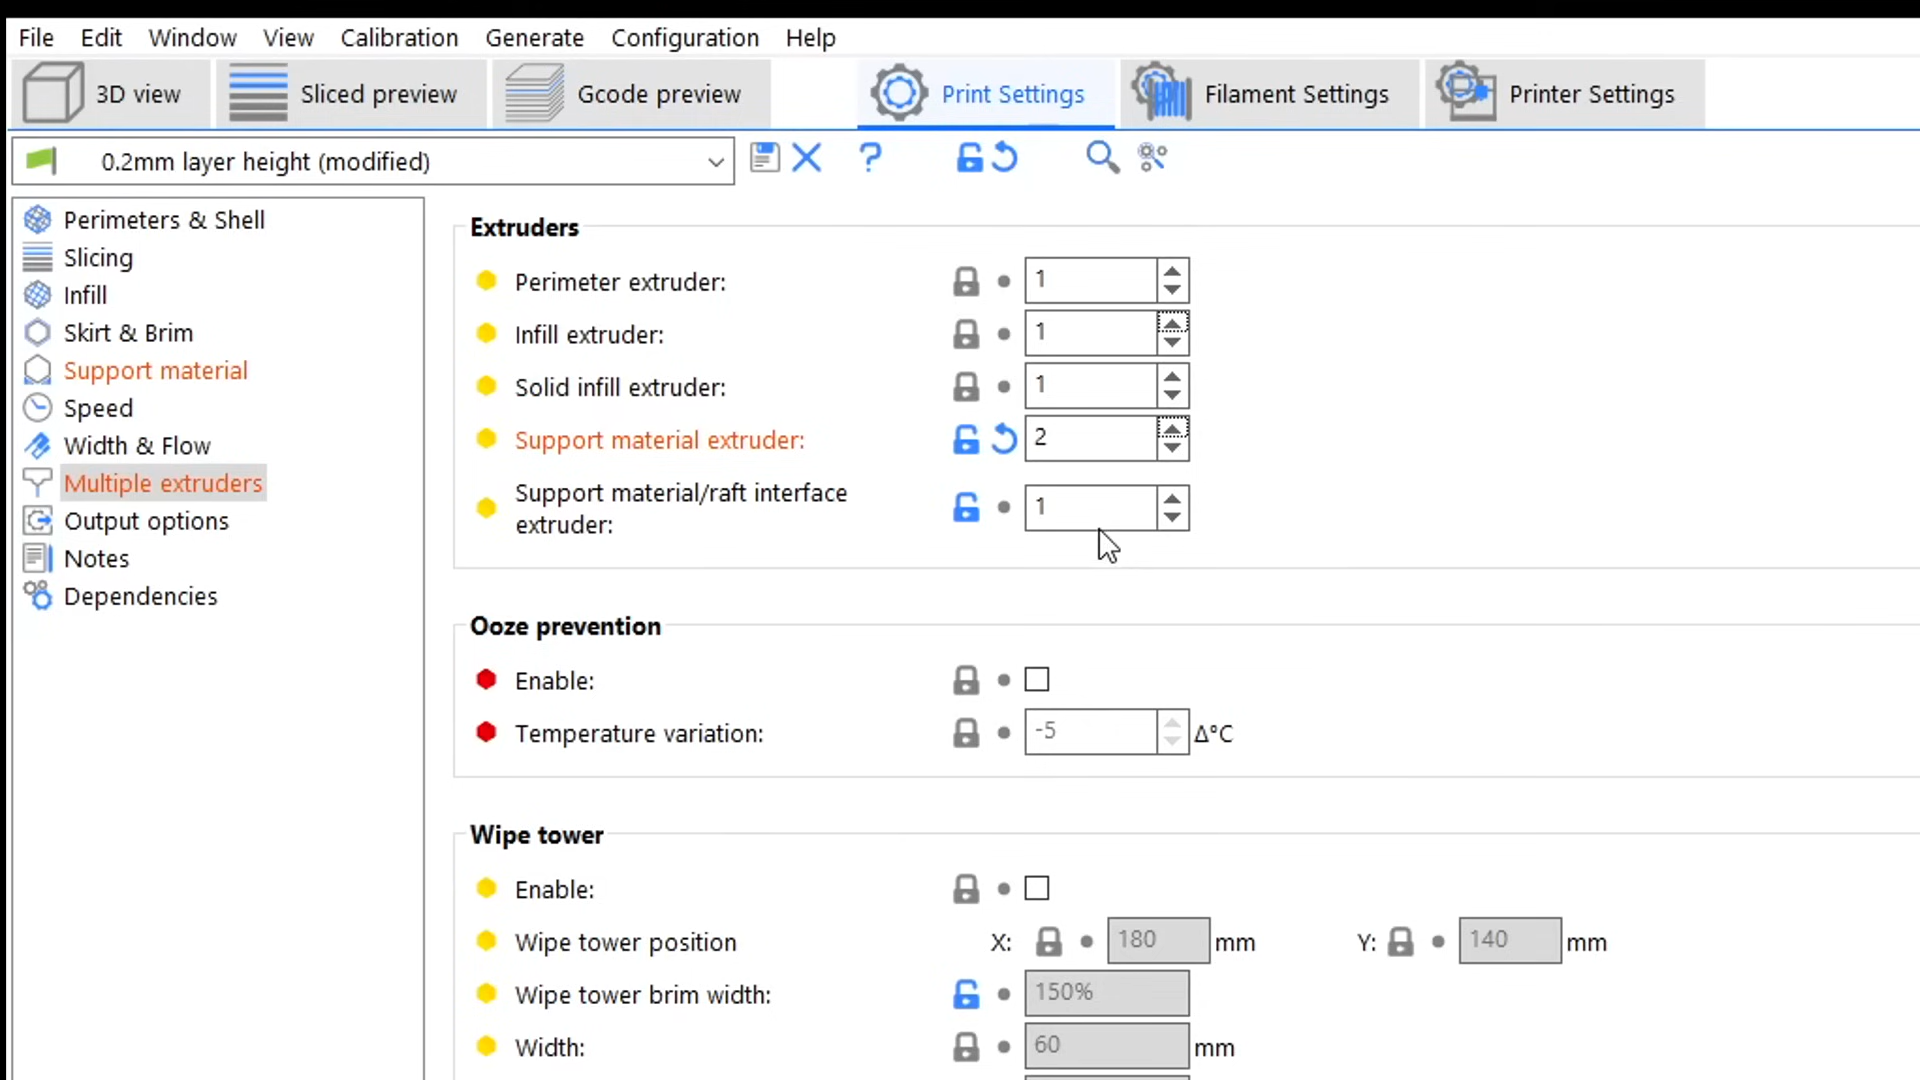 File Edit Window View Calibration Generate Configuration Help
3D view Sliced preview Gcode preview Print Settings Filament Settings Printer Settings
0.2mm layer height (modified) ?
Perimeters & Shell
Slicing
Infill
Skirt & Brim
Support material
Speed
Width & Flow
Multiple extruders
Output options
Notes
Dependencies
Extruders
Perimeter extruder: 1
Infill extruder: 1
Solid infill extruder: 1
Support material extruder: 2
Support material/raft interface
extruder: 1
Ooze prevention
Enable:
Temperature variation: -5 Δ°C
Wipe tower
Enable:
Wipe tower position X: 180 mm Y: 140 mm
Wipe tower brim width: 150%
Width: 60 mm